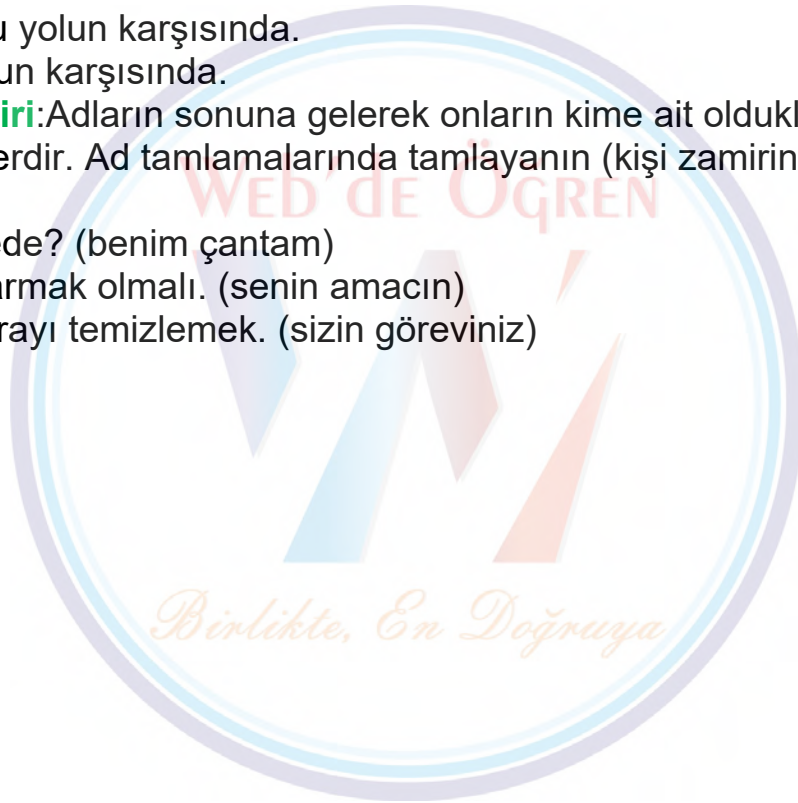 u yolun karşısında.
un karşısında.
iri:Adların sonuna gelerek onların kime ait oldukl
erdir. Ad tamlamalarında tamlayanın (kişi zamirin
WEB'DE ÖĞREN
ede? (benim çantam)
armak olmalı. (senin amacın)
rayı temizlemek. (sizin göreviniz)
Birlikte, En Doğruya